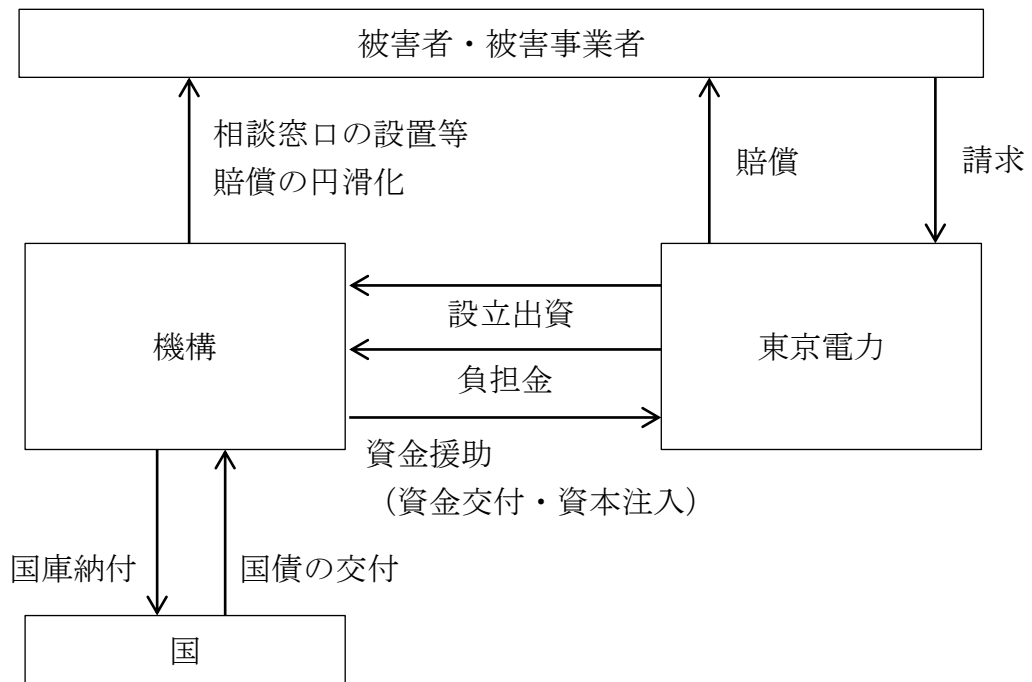 被害者・被害事業者
相談窓口の設置等
賠償の円滑化
賠償
請求
機構
設立出資
負担金
東京電力
資金援助
（資金交付・資本注入）
国庫納付
国債の交付
国